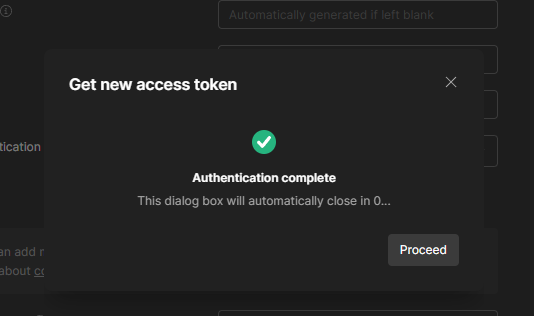 Automatically generated if left blank
Get new access token
tication
Authentication complete
This dialog box will automatically close in 0...
Proceed
an add
about